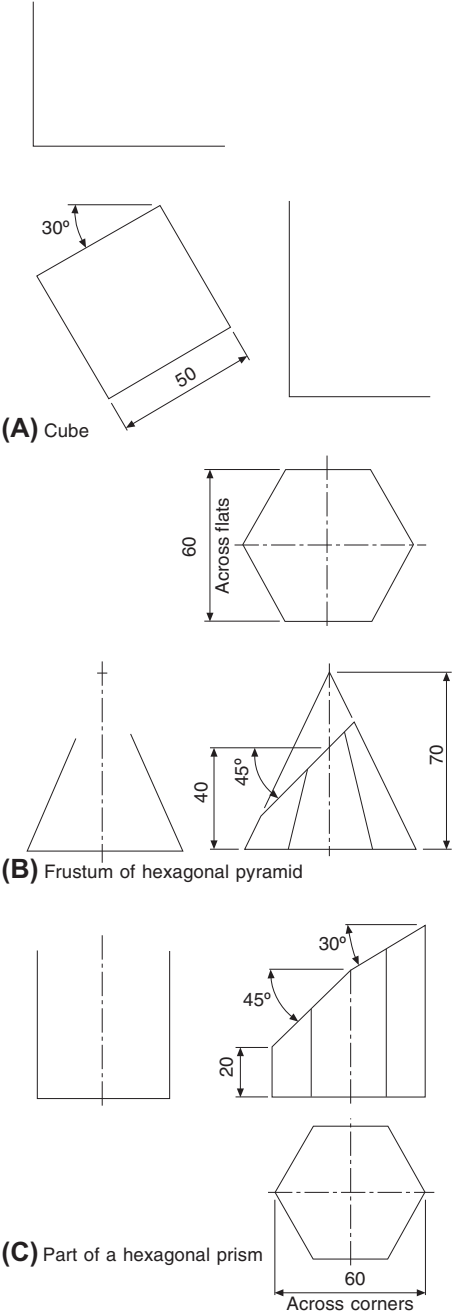 30º
50
(A) Cube
60
Across flats
40
45º
70
(B) Frustum of hexagonal pyramid
30º
45º
20
(C) Part of a hexagonal prism
60
Across corners